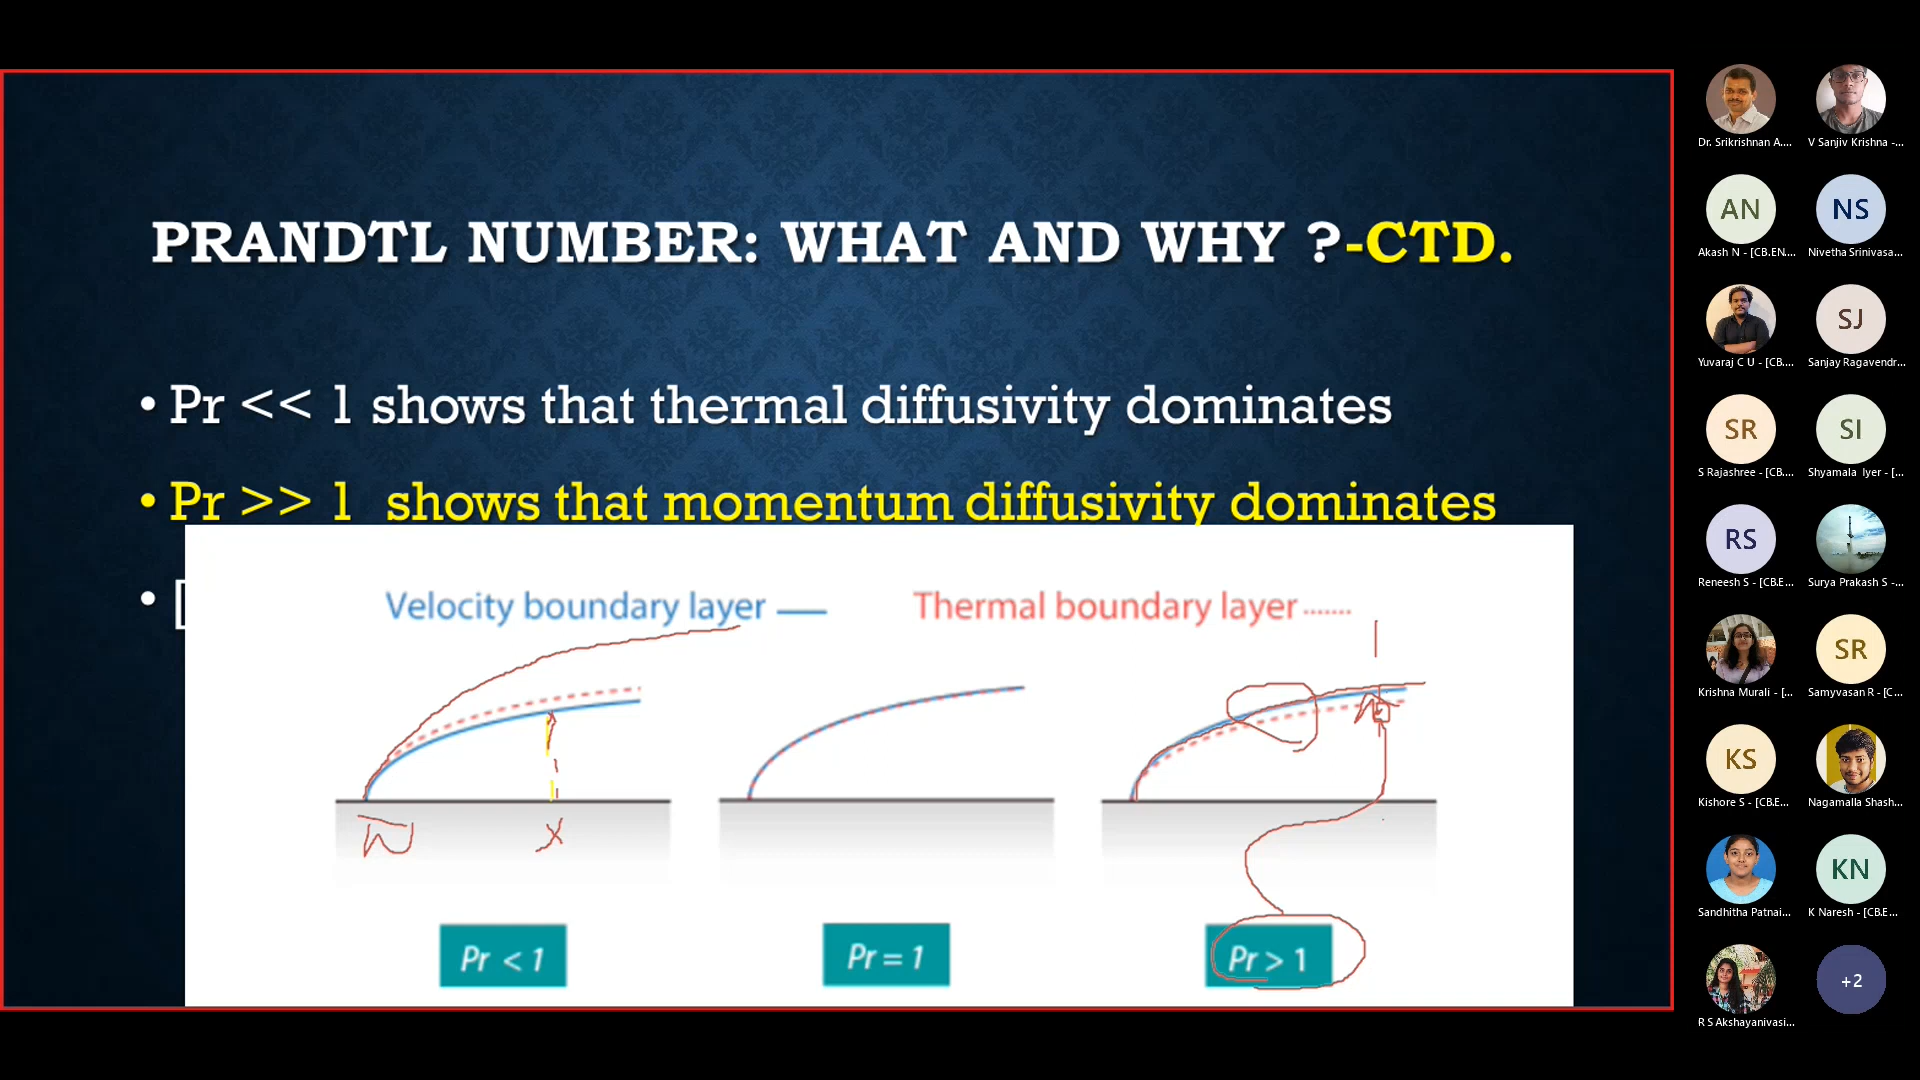 PRANDTL NUMBER: WHAT AND WHY ?-CTD.
• Pr << 1 shows that thermal diffusivity dominates
• Pr >> 1 shows that momentum diffusivity dominates
• [
Velocity boundary layer
Thermal boundary layer
x
Pr < 1
Pr = 1
Pr > 1
Dr. Srikrishnan A....
V Sanjiv Krishna -...
AN
NS
Akash N - [CB.EN....
Nivetha Srinivasa...
SJ
Yuvaraj C U - [CB....
Sanjay Ragavendr...
SR
SI
S Rajashree - [CB....
Shyamala Iyer - [...
RS
Reneesh S - [CB.E...
Surya Prakash S -...
SR
Krishna Murali - [...
Samyvasan R - [C...
KS
Kishore S - [CB.E...
Nagamalla Shash...
KN
Sandhitha Patnai...
K Naresh - [CB.E...
+2
R S Akshayanivasi...